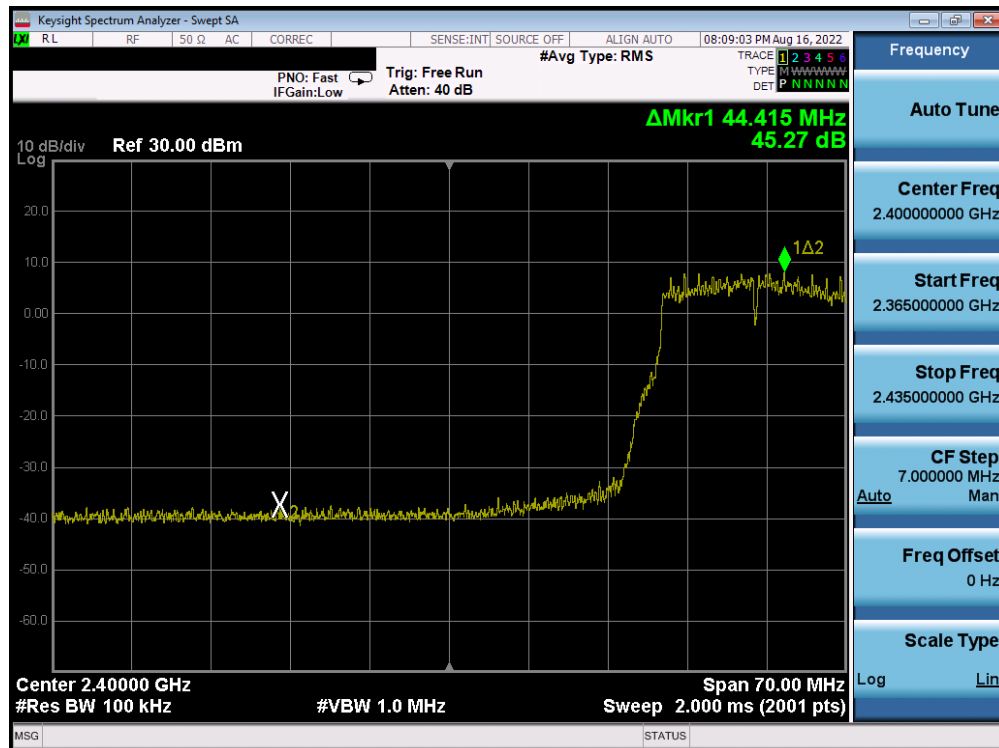 Keysight Spectrum Analyzer - Swept SA
LXI RL RF 50 Ω AC CORREC SENSE:INT SOURCE OFF ALIGN AUTO 08:09:03 PM Aug 16, 2022
#Avg Type: RMS
TRACE 1 2 3 4 5 6
PNO: Fast Trig: Free Run
TYPE M WWWWW
IFGain:Low Atten: 40 dB
DET P N N N N N
ΔMkr1 44.415 MHz
45.27 dB
10 dB/div Ref 30.00 dBm
Log
20.0
10.0
0.00
-10.0
-20.0
-30.0
-40.0
-50.0
-60.0
1Δ2
X2
Center 2.40000 GHz Span 70.00 MHz
#Res BW 100 kHz #VBW 1.0 MHz Sweep 2.000 ms (2001 pts)
MSG STATUS
Frequency
Auto Tune
Center Freq
2.400000000 GHz
Start Freq
2.365000000 GHz
Stop Freq
2.435000000 GHz
CF Step
7.000000 MHz
Auto Man
Freq Offset
0 Hz
Scale Type
Log Lin